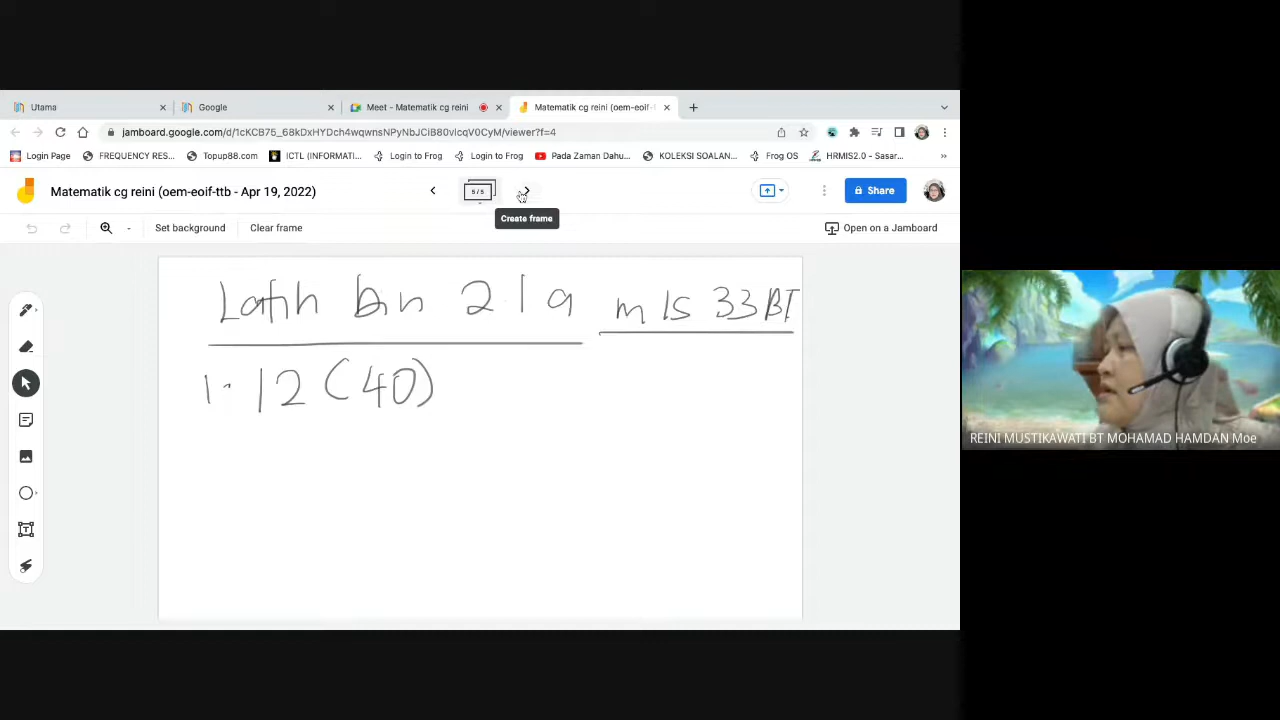 Utama
Google
Meet - Matematik cg reini
Matematik cg reini (oem-eoif-
jamboard.google.com/d/1cKCB75_68kDxHYDch4wqwnsNPyNbJCiB80vlcqV0CyM/viewer?f=4
Login Page
FREQUENCY RES...
Topup88.com
ICTL (INFORMATI...
Login to Frog
Login to Frog
Pada Zaman Dahu...
KOLEKSI SOALAN...
Frog OS
HRMIS2.0 - Sasar...
»
Matematik cg reini (oem-eoif-ttb - Apr 19, 2022)
5/5
Share
Create frame
Set background
Clear frame
Open on a Jamboard
Latih bn 2.1 a
m/s 33 BT
1. 12 (40)
REINI MUSTIKAWATI BT MOHAMAD HAMDAN Moe